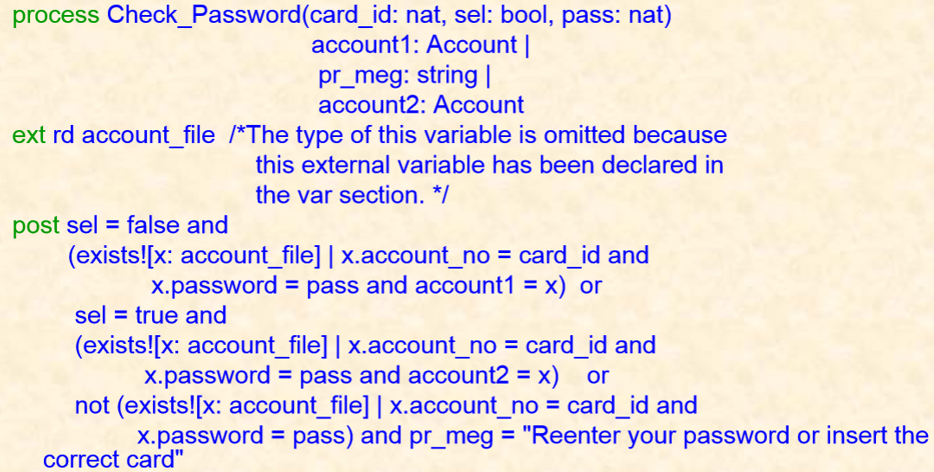 process Check_Password(card_id: nat, sel: bool, pass: nat)
account1: Account |
pr_meg: string |
account2: Account
ext rd account_file /*The type of this variable is omitted because
this external variable has been declared in
the var section. */
post sel = false and
(exists![x: account_file] | x.account_no = card_id and
x.password = pass and account1 = x) or
sel = true and
(exists![x: account_file] | x.account_no = card_id and
x.password = pass and account2 = x) or
not (exists![x: account_file] | x.account_no = card_id and
x.password = pass) and pr_meg = "Reenter your password or insert the
correct card"